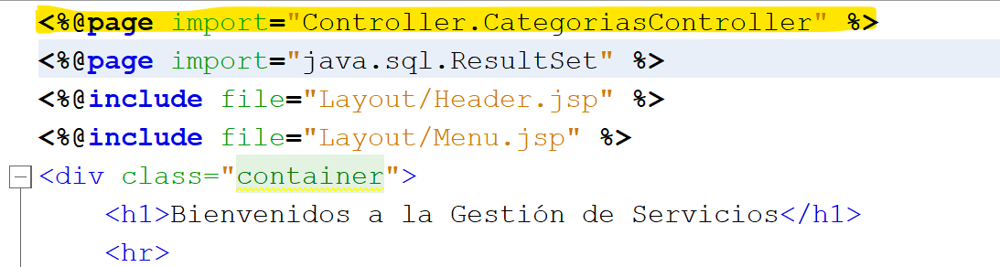 <%@page import="Controller.CategoriasController" %>
<%@page import="java.sql.ResultSet" %>
<%@include file="Layout/Header.jsp" %>
<%@include file="Layout/Menu.jsp" %>
<div class="container">
<h1>Bienvenidos a la Gestión de Servicios</h1>
<hr>